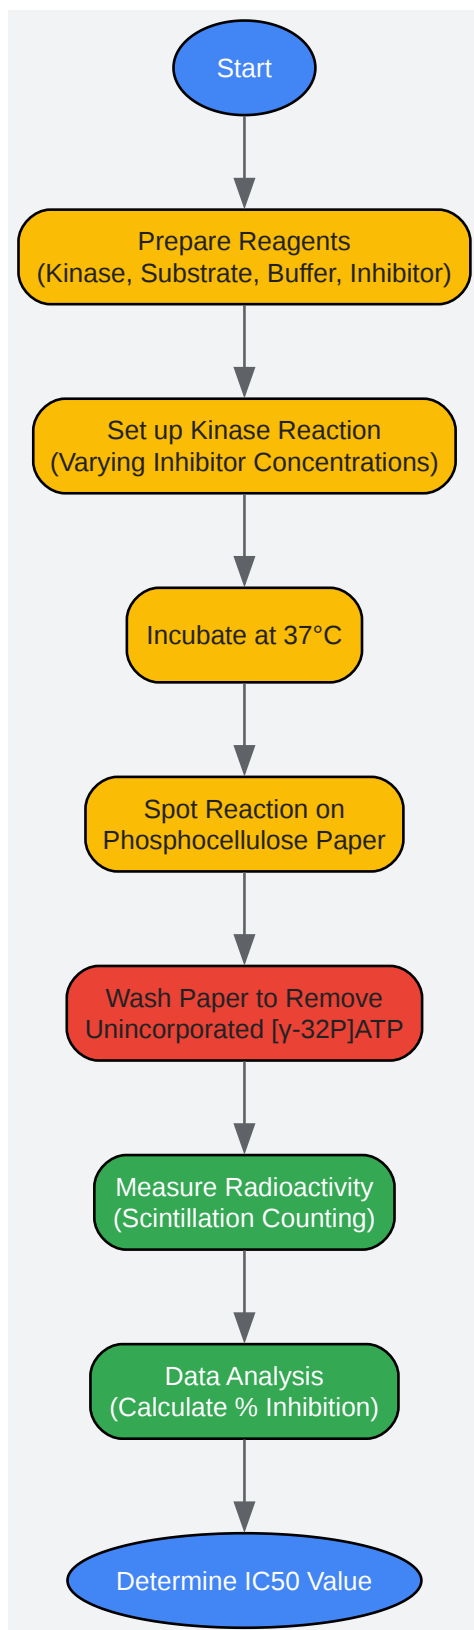 Start
Prepare Reagents
(Kinase, Substrate, Buffer, Inhibitor)
Set up Kinase Reaction
(Varying Inhibitor Concentrations)
Incubate at 37°C
Spot Reaction on
Phosphocellulose Paper
Wash Paper to Remove
Unincorporated [γ-32P]ATP
Measure Radioactivity
(Scintillation Counting)
Data Analysis
(Calculate % Inhibition)
Determine IC50 Value